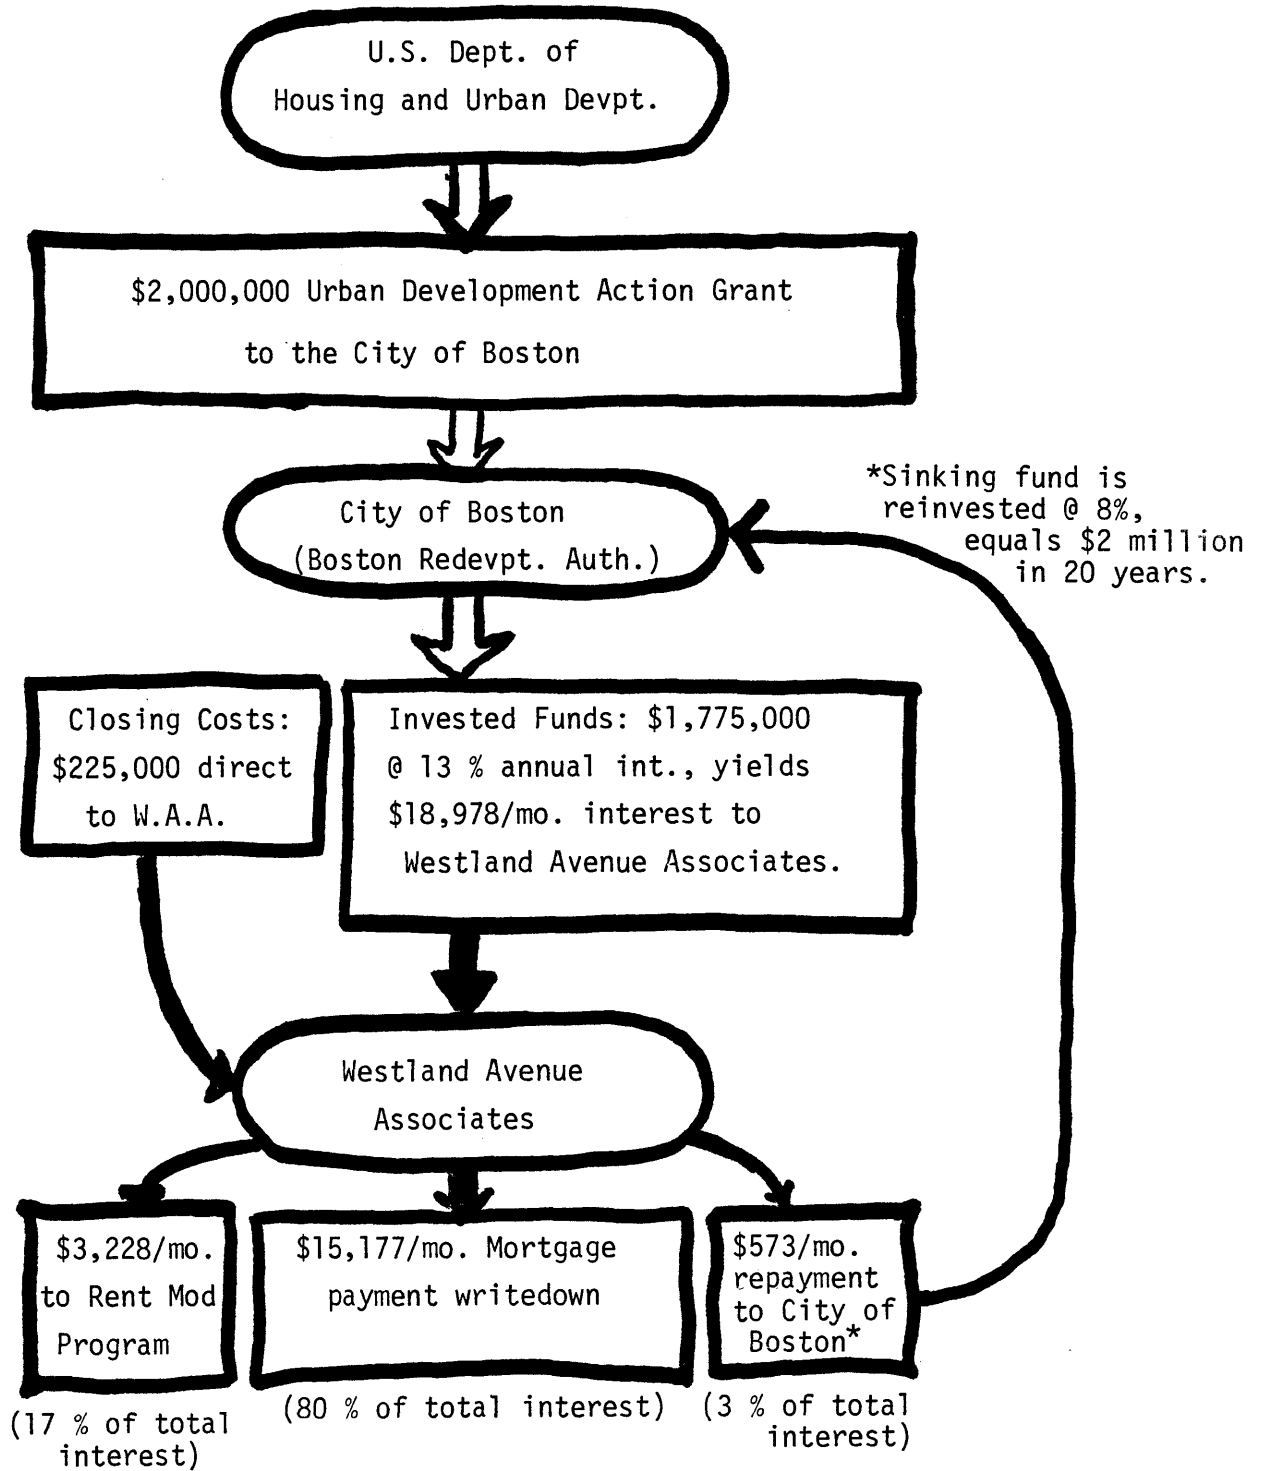 U.S. Dept. of
Housing and Urban Devpt.
$2,000,000 Urban Development Action Grant
to the City of Boston
City of Boston
(Boston Redevpt. Auth.)
*Sinking fund is
reinvested @ 8%,
equals $2 million
in 20 years.
Closing Costs:
$225,000 direct
to W.A.A.
Invested Funds: $1,775,000
@ 13 % annual int., yields
$18,978/mo. interest to
Westland Avenue Associates.
Westland Avenue
Associates
$3,228/mo.
to Rent Mod
Program
(17 % of total
interest)
$15,177/mo. Mortgage
payment writedown
(80 % of total interest)
$573/mo.
repayment
to City of
Boston*
(3 % of total
interest)